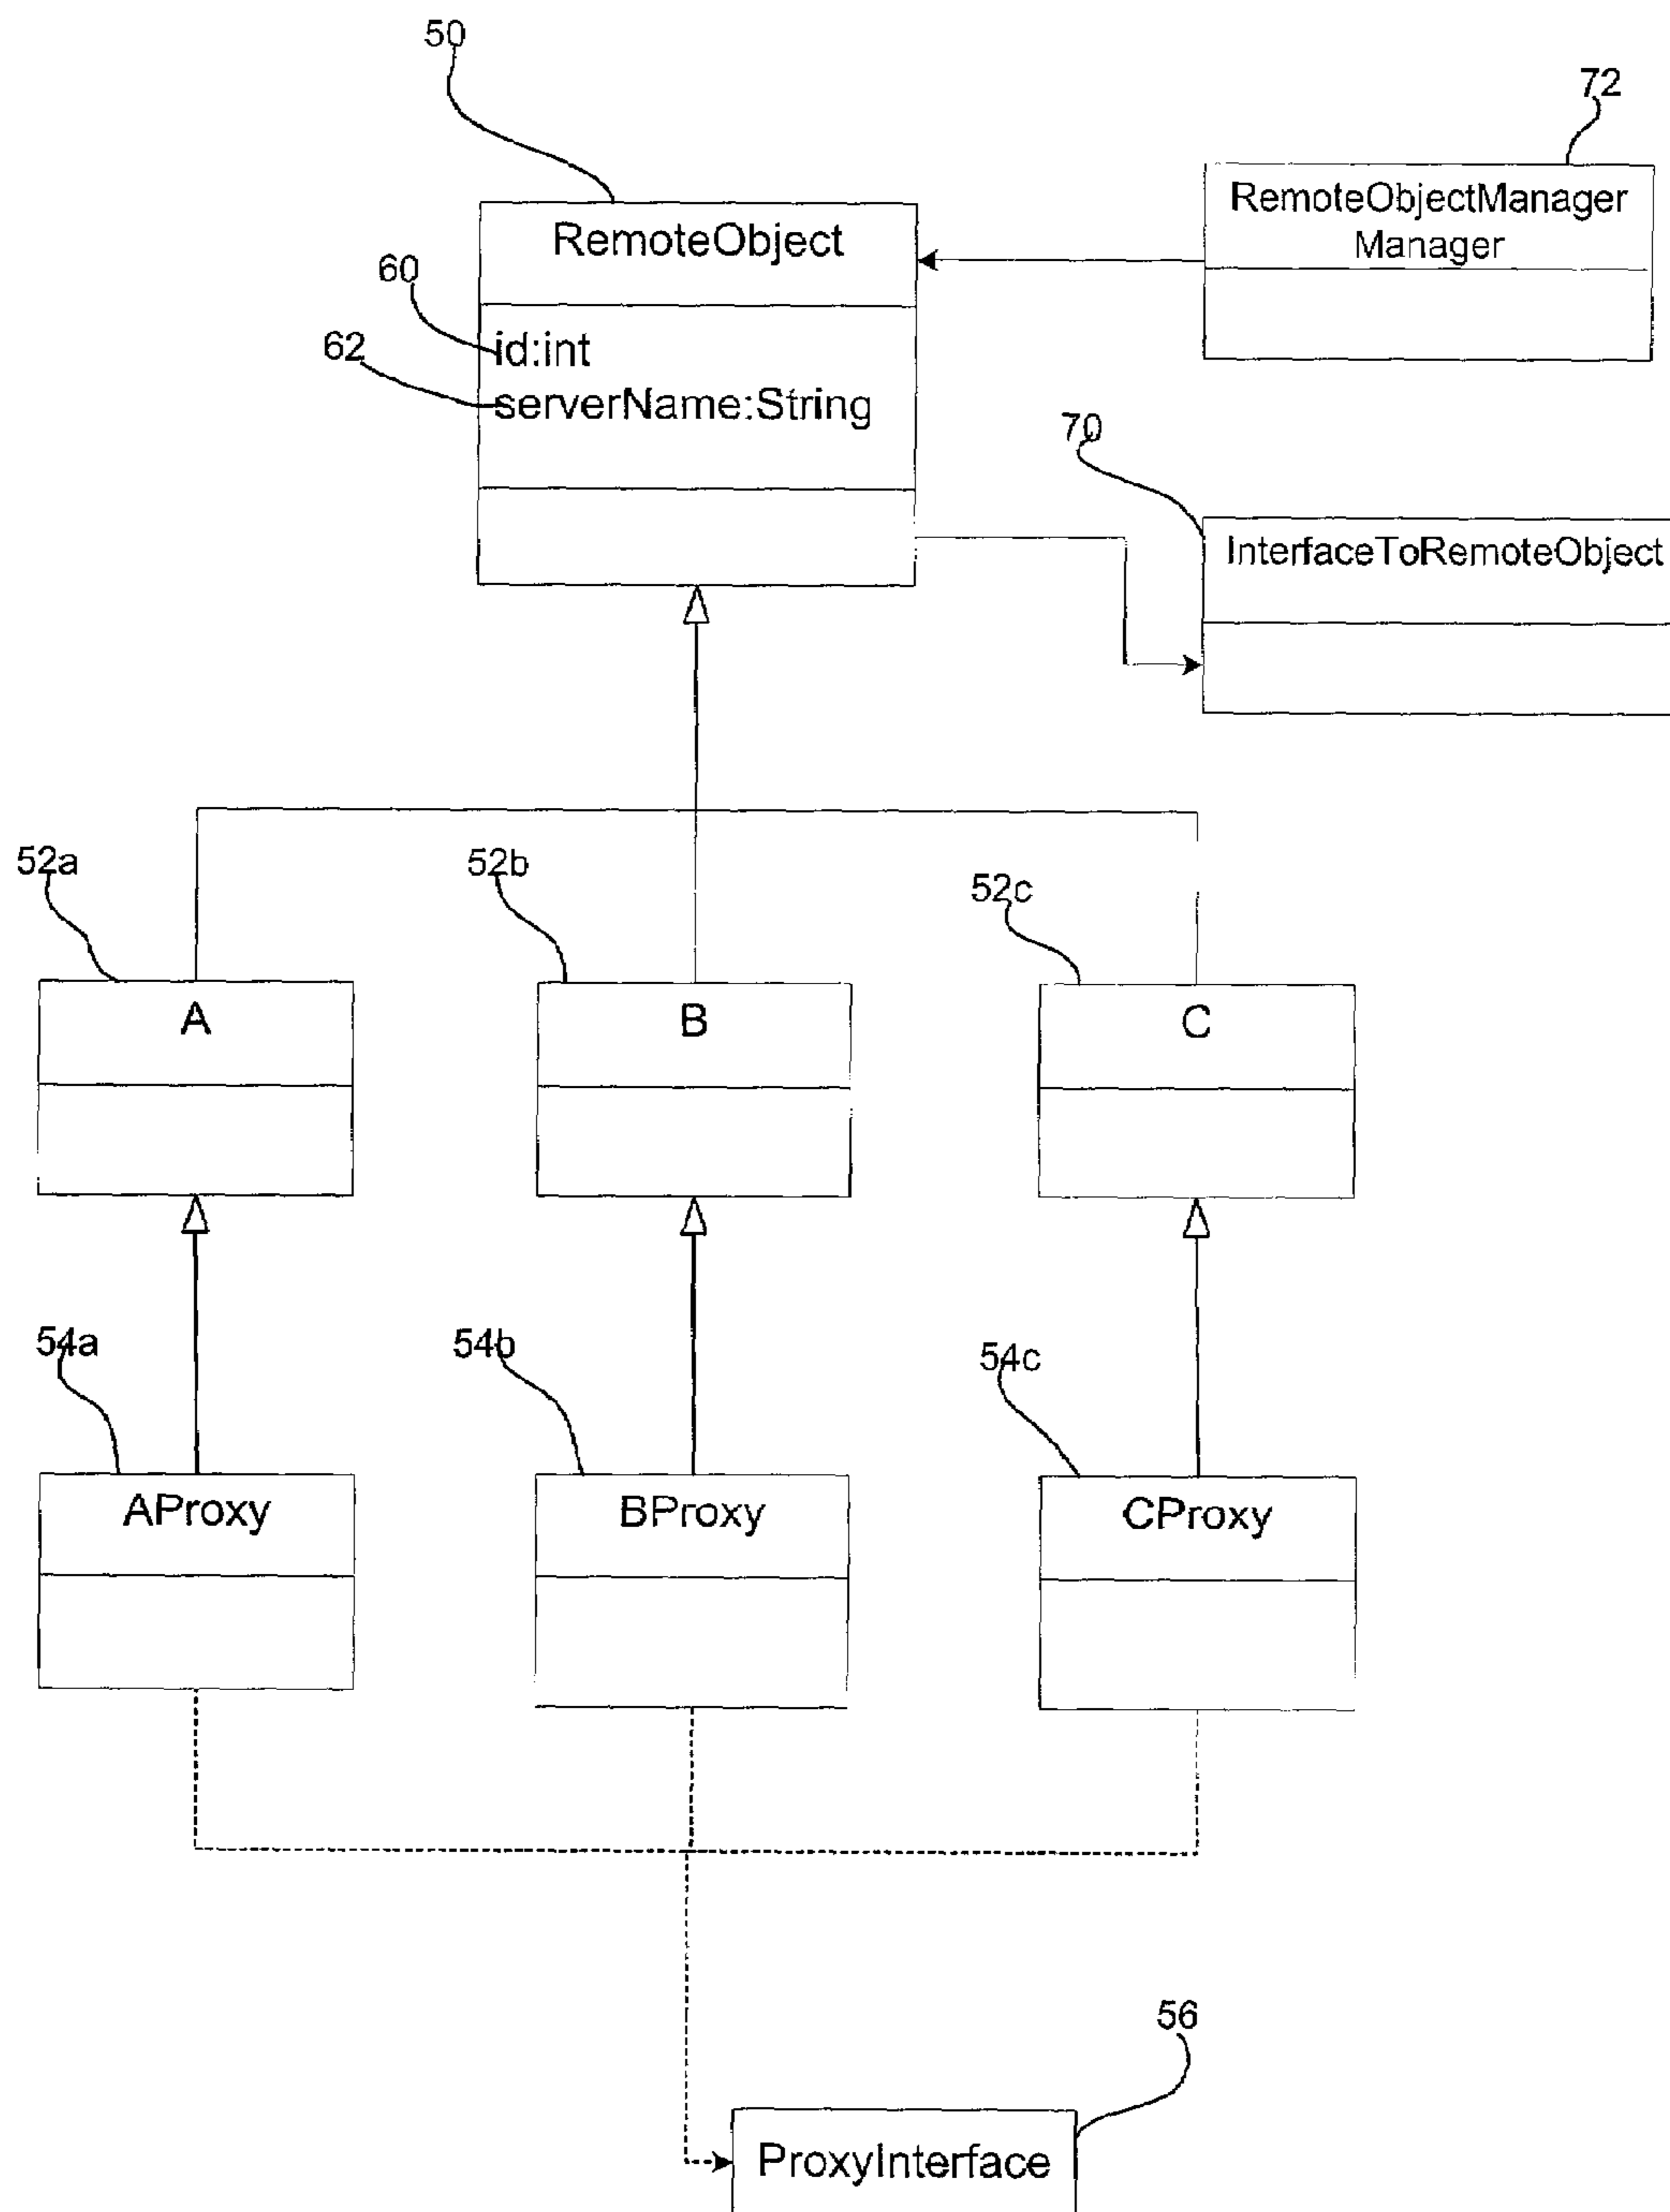 50
72
RemoteObjectManager
Manager
RemoteObject
60
id:int
62
serverName:String
70
InterfaceToRemoteObject
52a
52b
52c
A
B
C
54a
54b
54c
AProxy
BProxy
CProxy
56
ProxyInterface